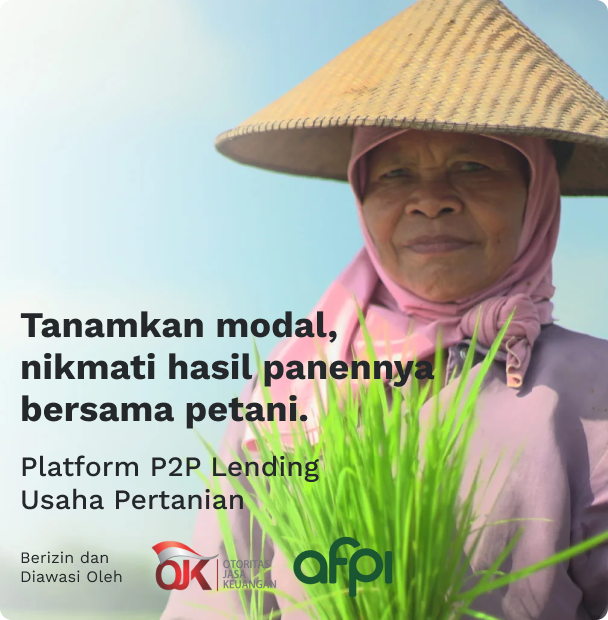 Tanamkan modal,
nikmati hasil panennya
bersama petani.
Platform P2P Lending
Usaha Pertanian
Berizin dan
Diawasi Oleh
OJK
OTORITAS
JASA
KEUANGAN
afpi